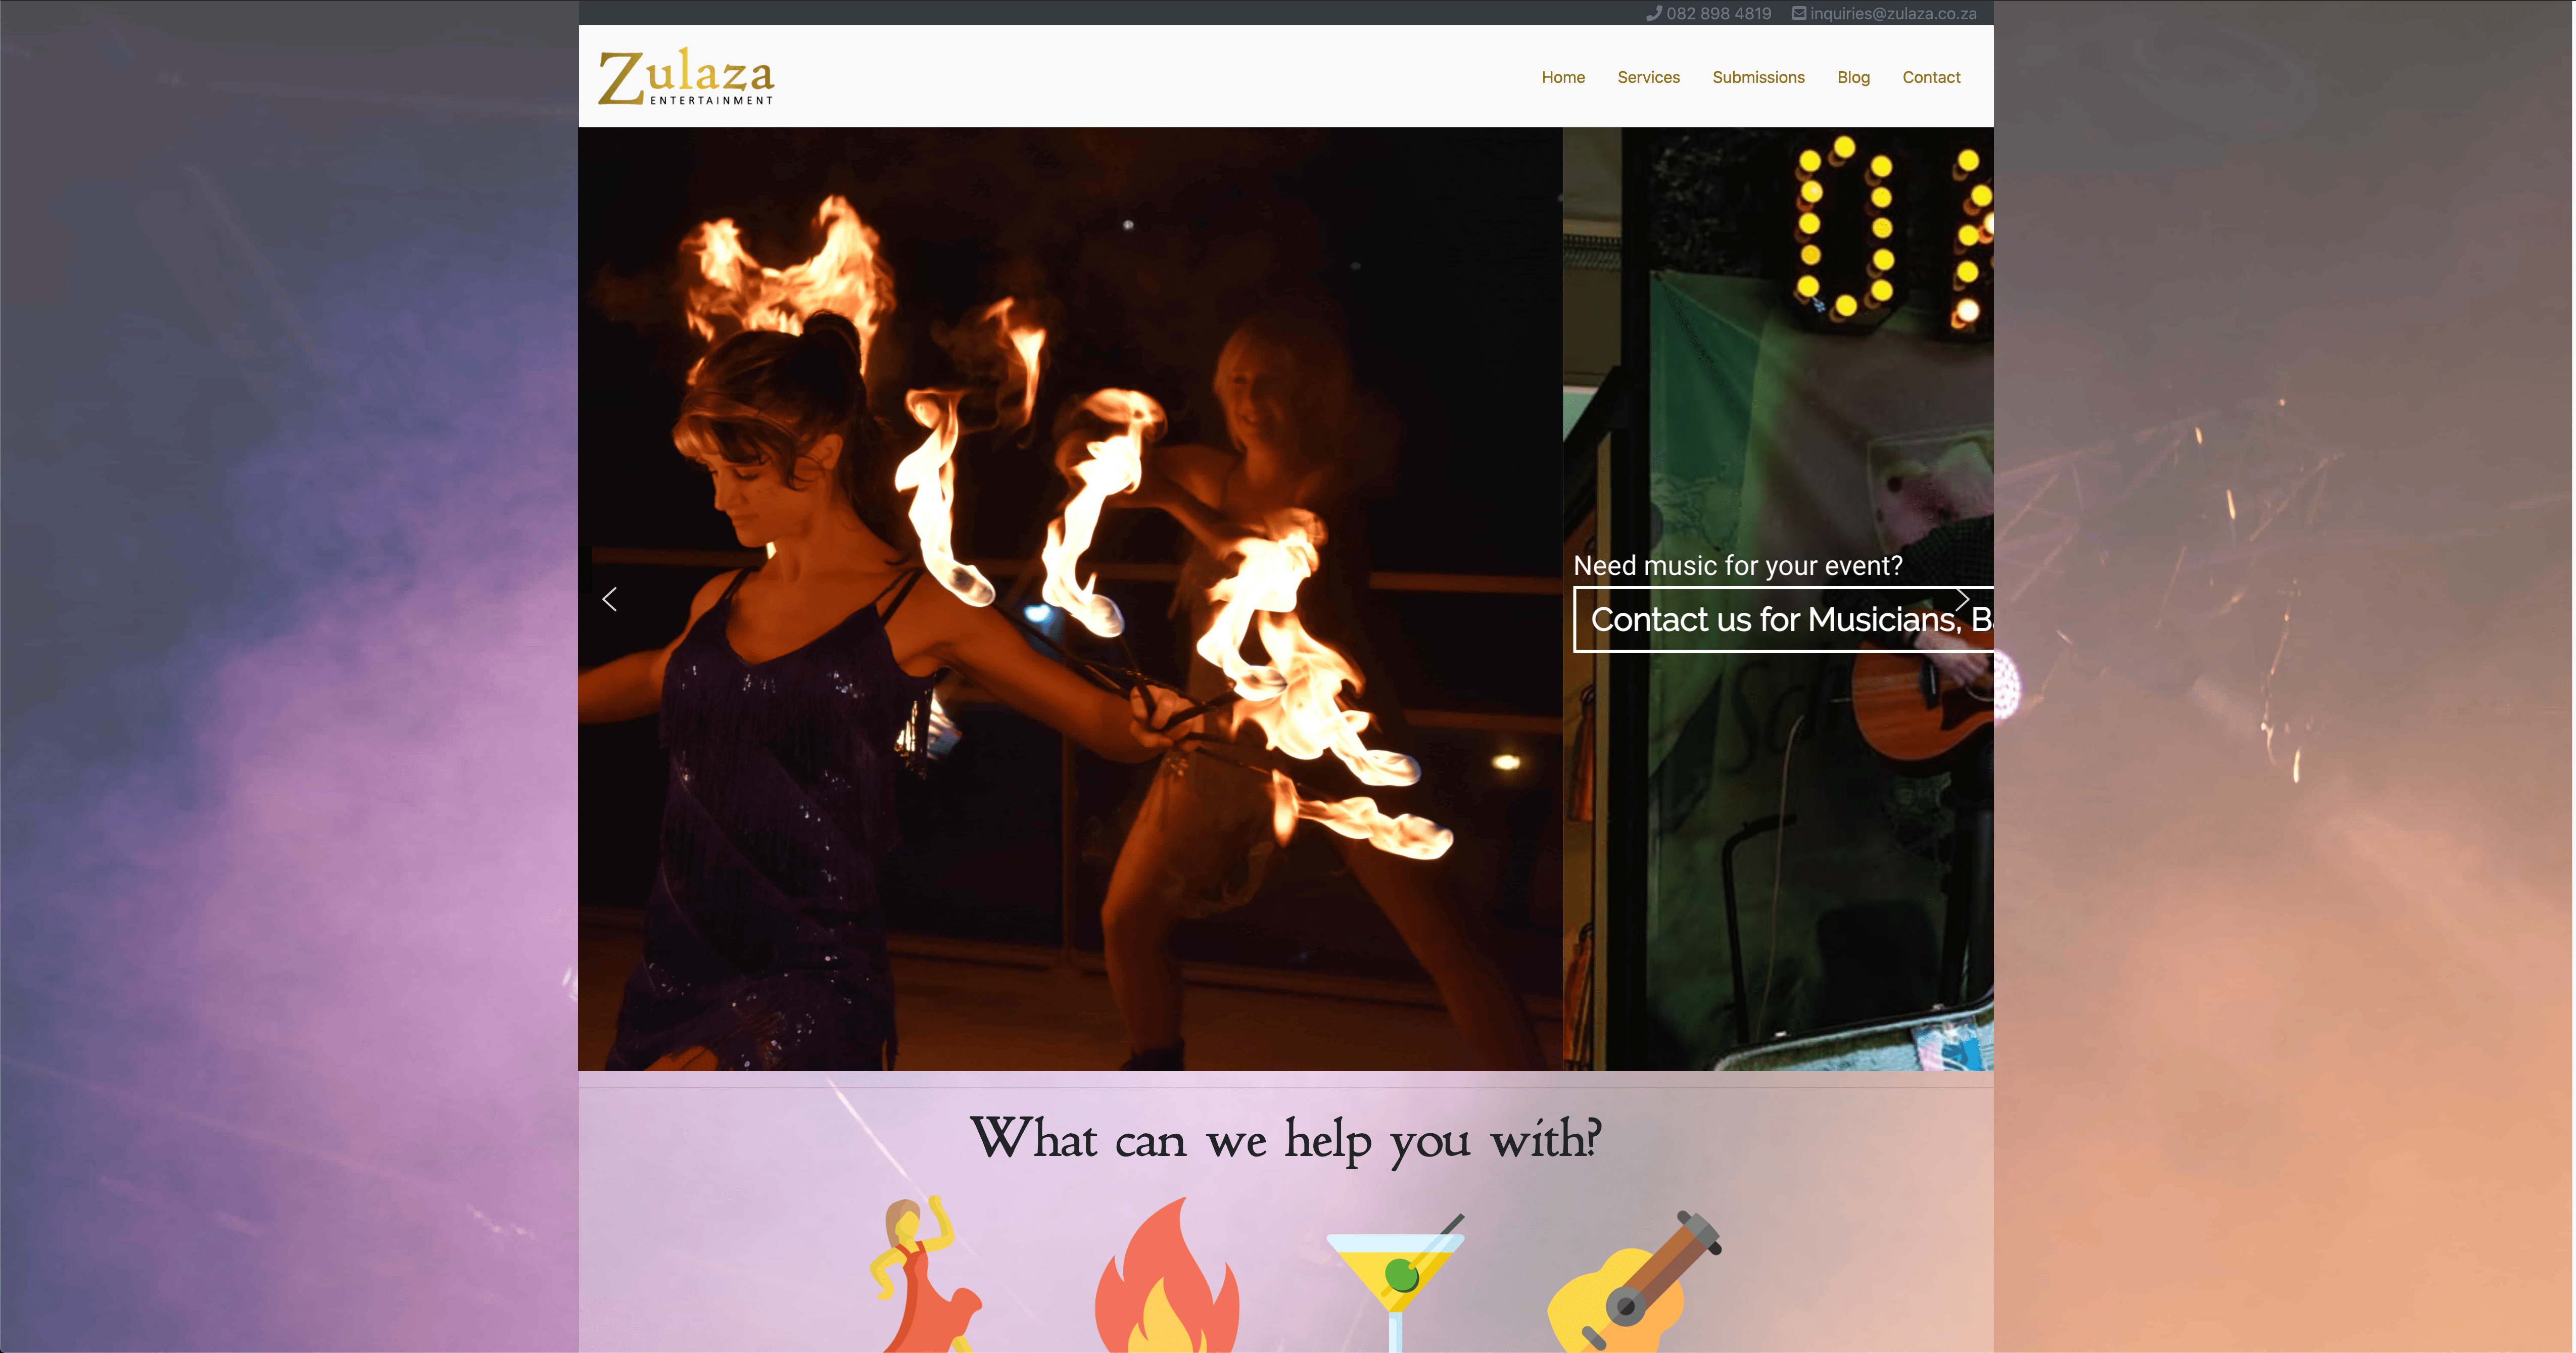 082 898 4819 inquiries@zulaza.co.za
Zulaza
ENTERTAINMENT
Home Services Submissions Blog Contact
Need music for your event?
Contact us for Musicians,
What can we help you with?